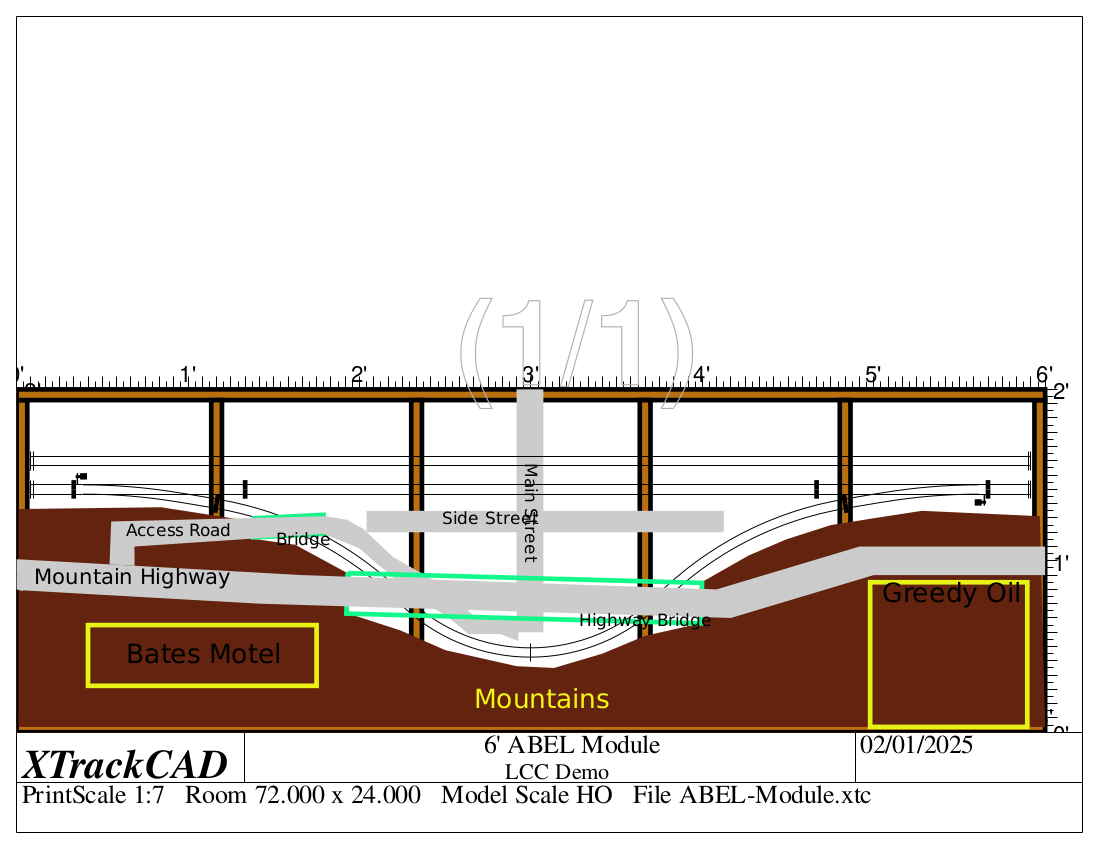 (1/1)
0' 1' 2' 3' 4' 5' 6'
2'
Main Street
Side Street
Access Road
Bridge
1'
Mountain Highway
Greedy Oil
Highway Bridge
Bates Motel
Mountains
0'
XTrackCAD
6' ABEL Module
02/01/2025
LCC Demo
PrintScale 1:7 Room 72.000 x 24.000 Model Scale HO File ABEL-Module.xtc